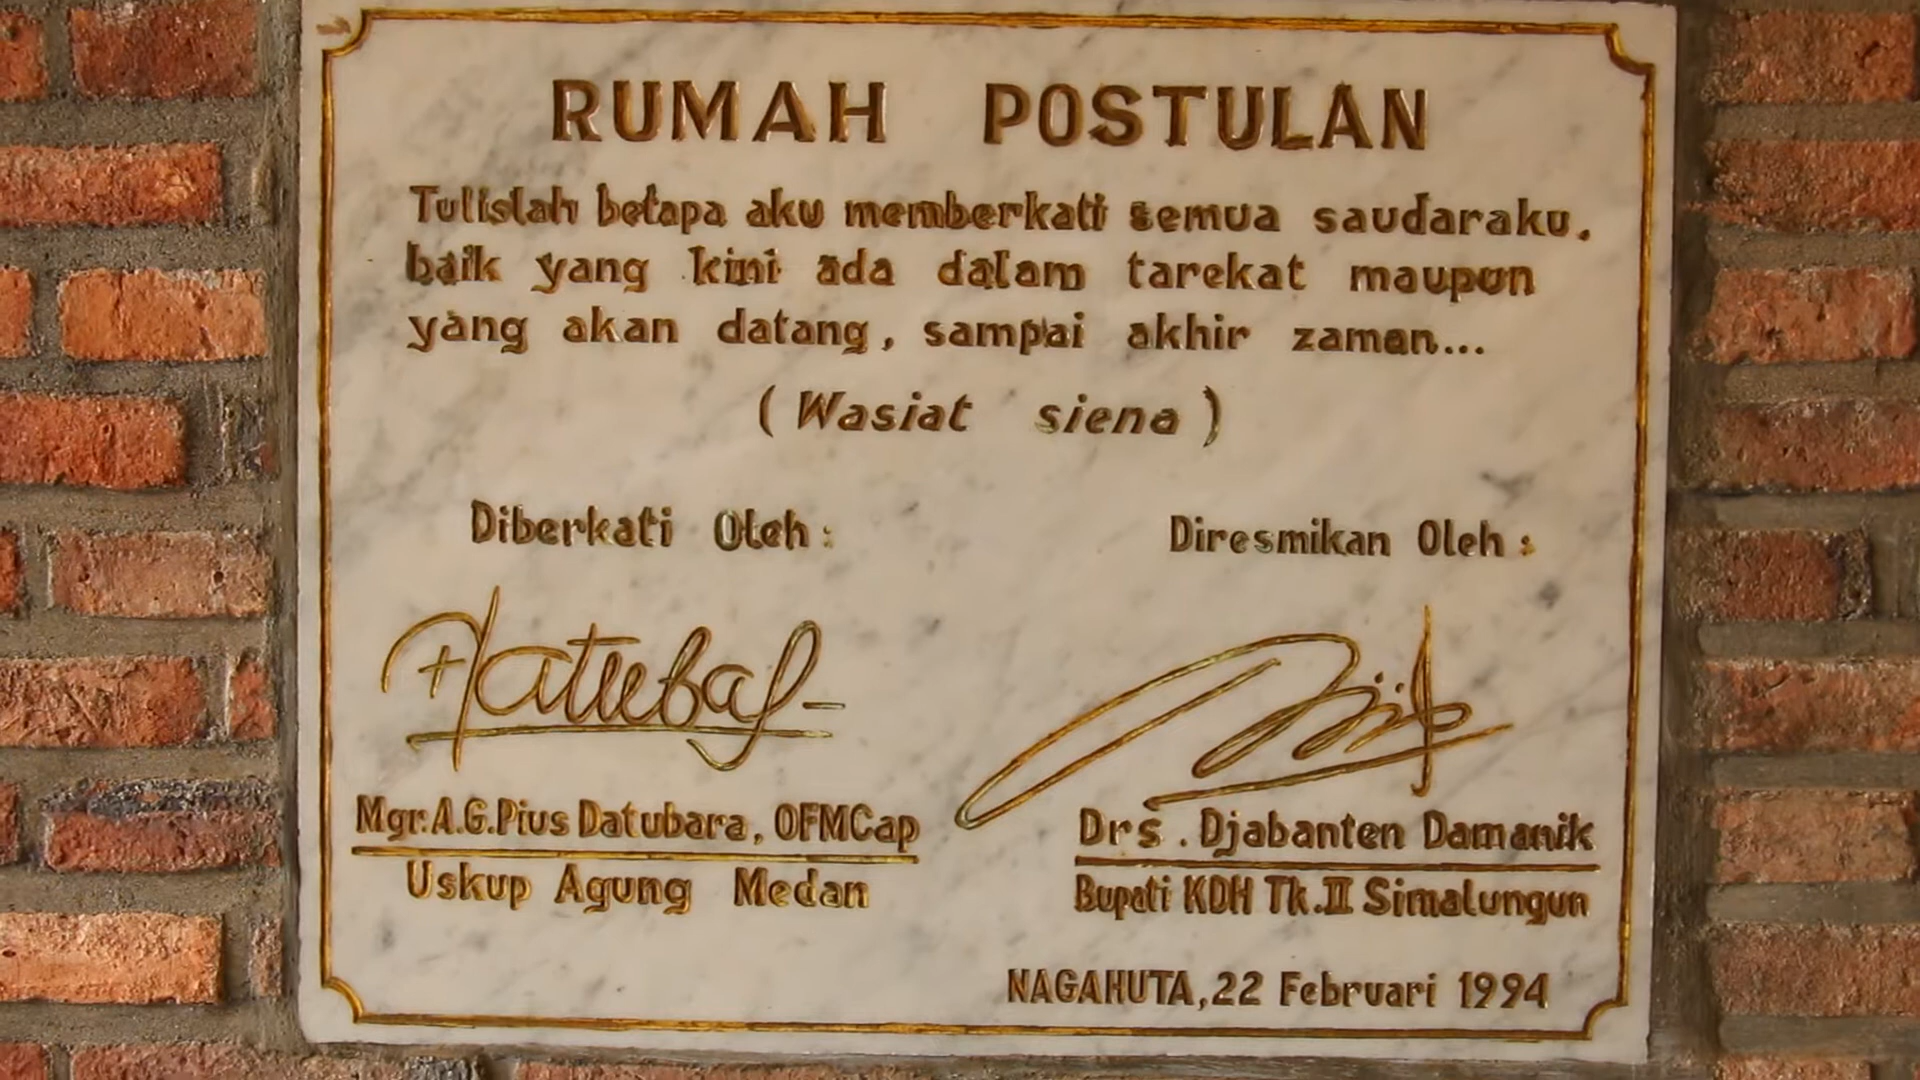 RUMAH POSTULAN
Tulislah betapa aku memberkati semua saudaraku.
baik yang kini ada dalam tarekat maupun
yang akan datang, sampai akhir zaman...
(Wasiat siena)
Diberkati Oleh :
Diresmikan Oleh :
Mgr.A.G.Pius Datubara, OFMCap
Uskup Agung Medan
Drs. Djabanten Damanik
Bupati KDH Tk.II Simalungun
NAGAHUTA, 22 Februari 1994